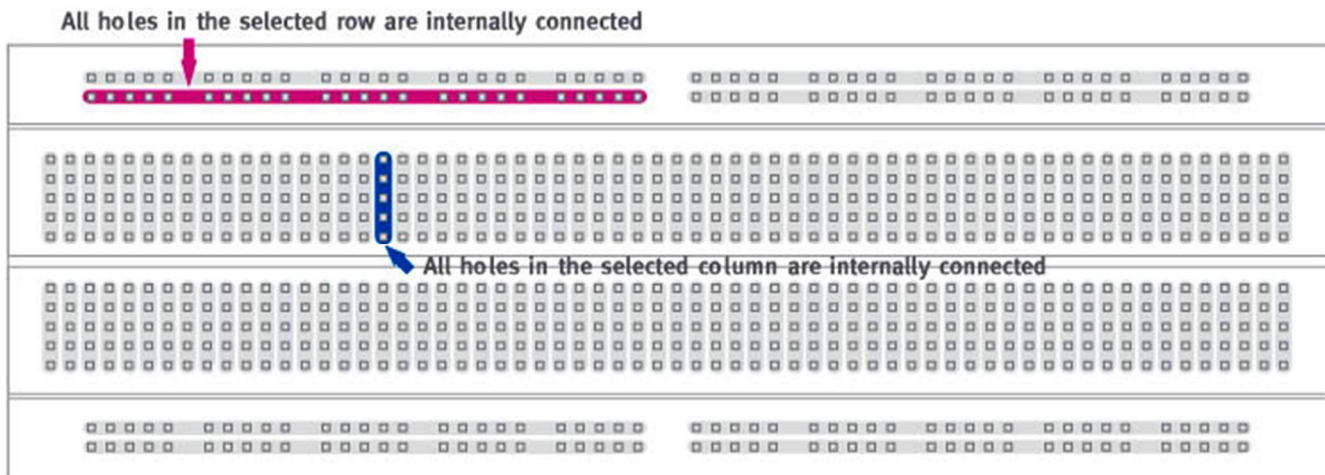 All holes in the selected row are internally connected
All holes in the selected column are internally connected